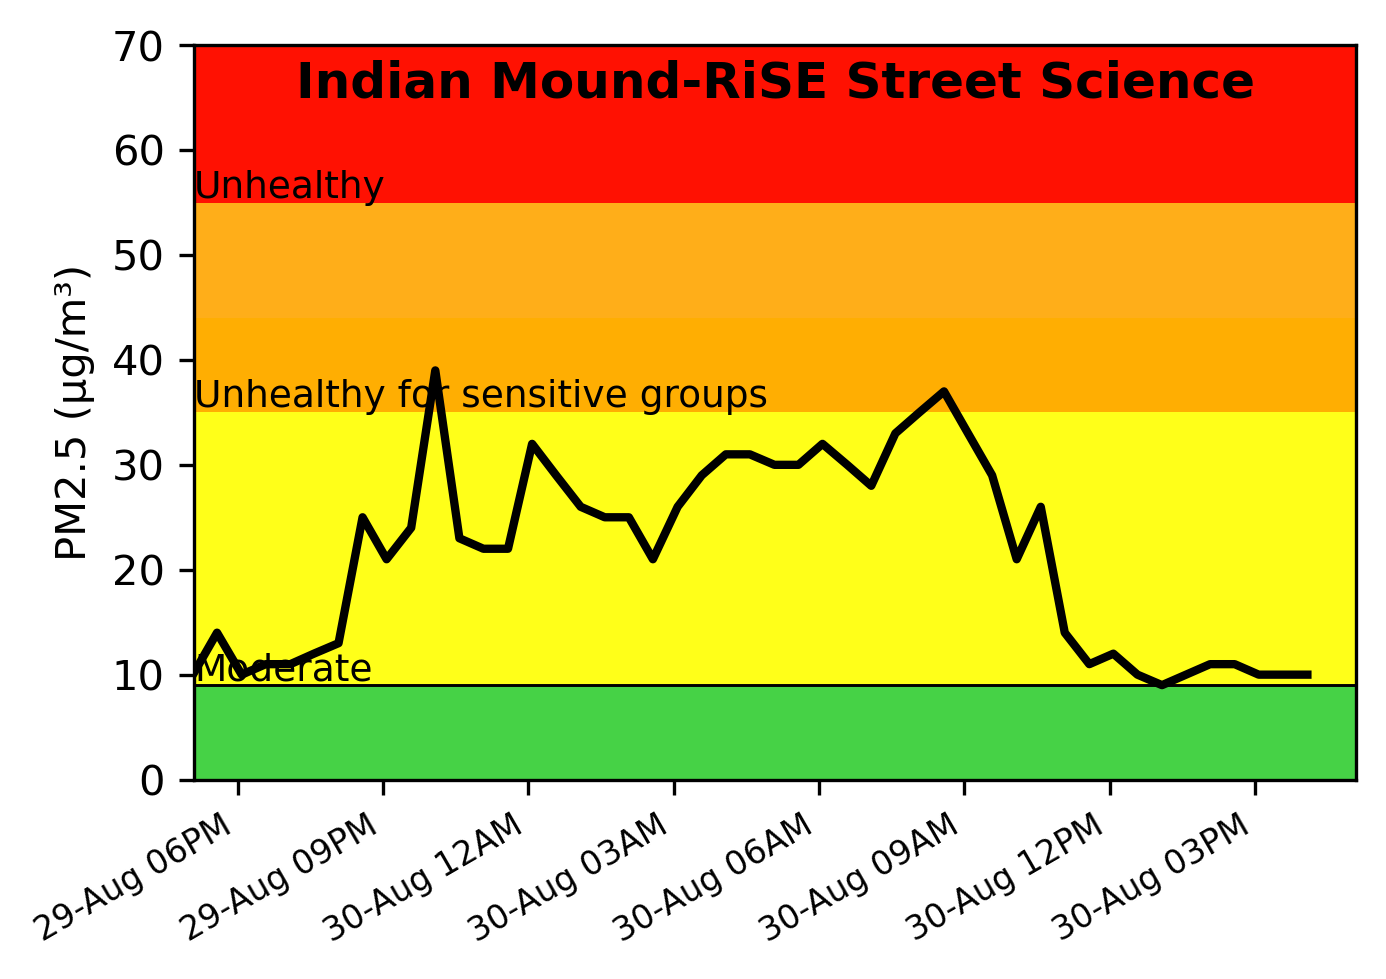 Indian Mound-RiSE Street Science
70
60
50
40
30
20
10
0
PM2.5 (µg/m³)
Unhealthy
Unhealthy for sensitive groups
Moderate
29-Aug 06PM
29-Aug 09PM
30-Aug 12AM
30-Aug 03AM
30-Aug 06AM
30-Aug 09AM
30-Aug 12PM
30-Aug 03PM